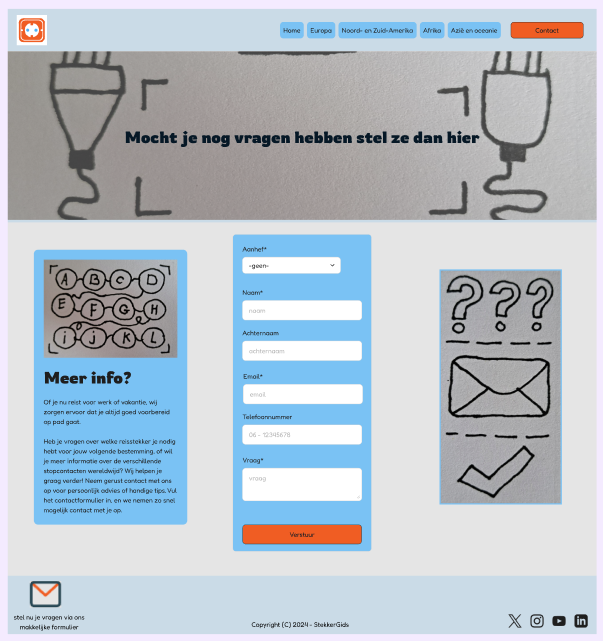 Home Europa Noord- en Zuid-Amerika Afrika Azië en oceanie Contact
Mocht je nog vragen hebben stel ze dan hier
A B C D
E F G H
i j K L
Meer info?
Of je nu reist voor werk of vakantie, wij
zorgen ervoor dat je altijd goed voorbereid
op pad gaat.
Heb je vragen over welke reisstekker je nodig
hebt voor jouw volgende bestemming, of wil
je meer informatie over de verschillende
stopcontacten wereldwijd? Wij helpen je
graag verder! Neem gerust contact met ons
op voor persoonlijk advies of handige tips. Vul
het contactformulier in, en we nemen zo snel
mogelijk contact met je op.
Aanhef*
-geen-
Naam*
naam
Achternaam
achternaam
Email*
email
Telefoonnummer
06 - 12345678
Vraag*
vraag
Verstuur
? ? ?
stel nu je vragen via ons
makkelijke formulier
Copyright (C) 2024 - StekkerGids